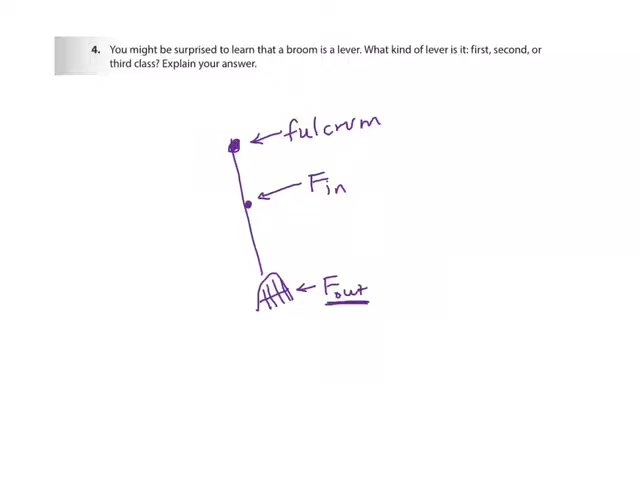 4. You might be surprised to learn that a broom is a lever. What kind of lever is it: first, second, or
third class? Explain your answer.
fulcrum
Fin
Fout